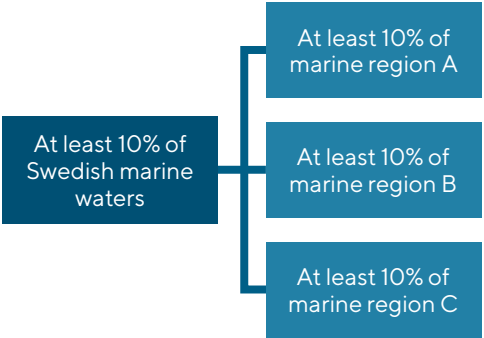 At least 10% of
marine region A
At least 10% of
Swedish marine
waters
At least 10% of
marine region B
At least 10% of
marine region C